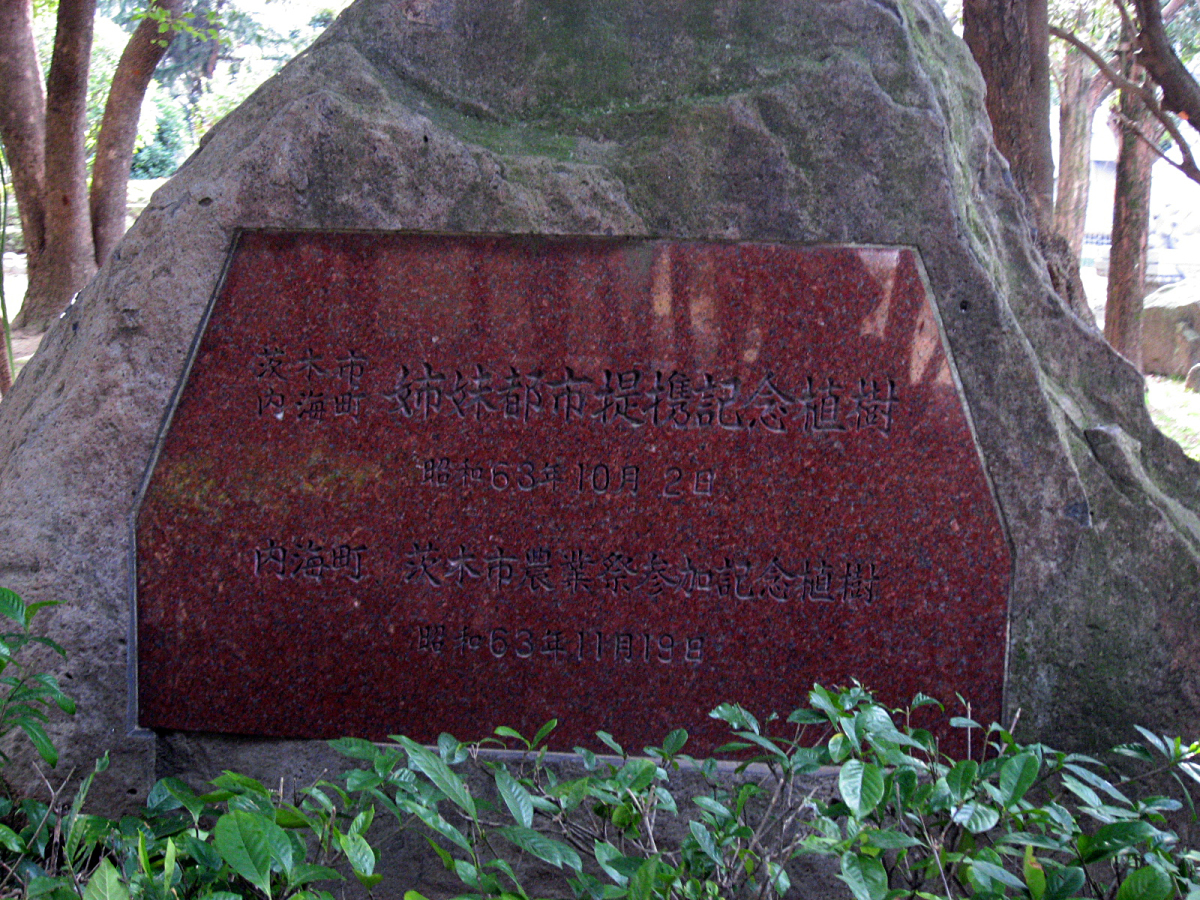 茨木市
内海町 姉妹都市提携記念植樹
昭和63年10月 2日
内海町 茨木市農業祭参加記念植樹
昭和63年11月19日